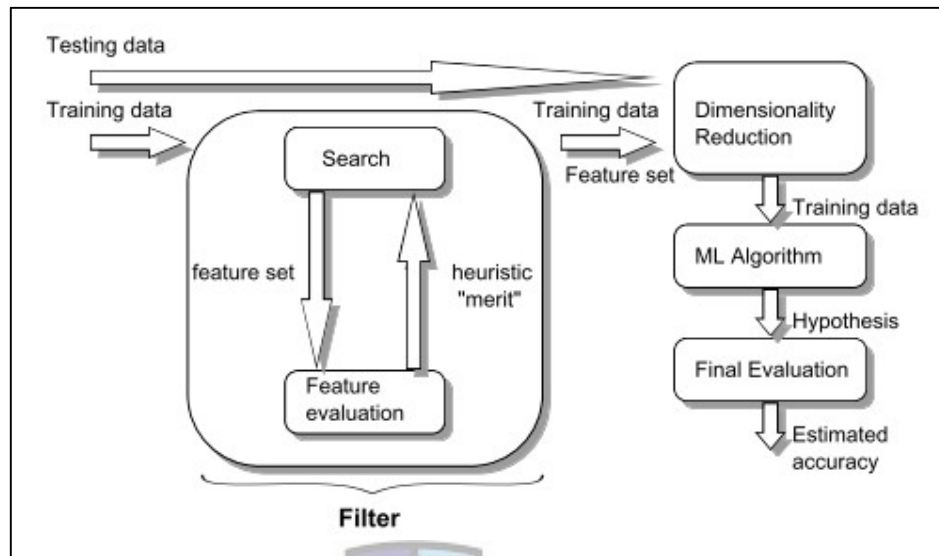 Testing data
Training data
Search
feature set
heuristic
"merit"
Feature
evaluation
Filter
Training data
Feature set
Dimensionality
Reduction
Training data
ML Algorithm
Hypothesis
Final Evaluation
Estimated
accuracy